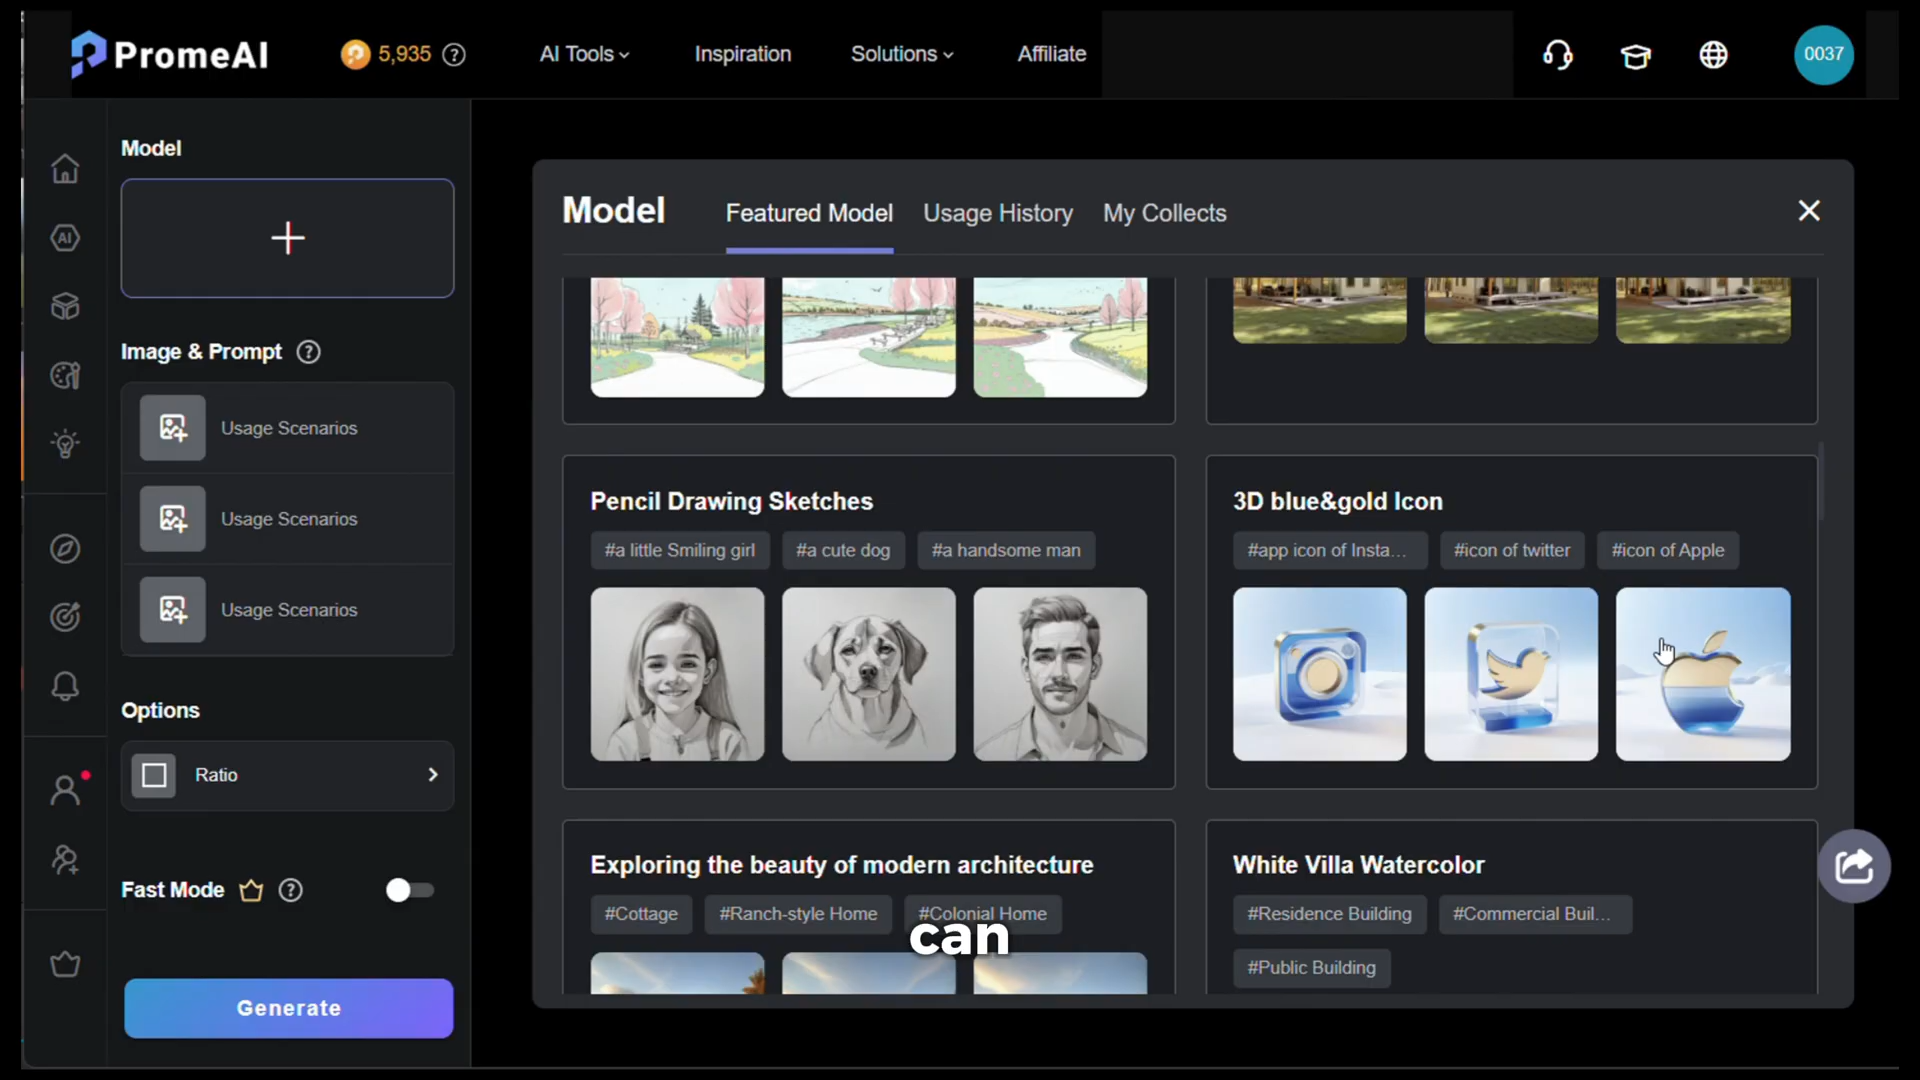 PromeAI
5,935
AI Tools
Inspiration
Solutions
Affiliate
0037
Model
Image & Prompt
Usage Scenarios
Usage Scenarios
Usage Scenarios
Options
Ratio
Fast Mode
Generate
Model
Featured Model
Usage History
My Collects
Pencil Drawing Sketches
#a little Smiling girl
#a cute dog
#a handsome man
3D blue&gold Icon
#app icon of Insta...
#icon of twitter
#icon of Apple
Exploring the beauty of modern architecture
#Cottage
#Ranch-style Home
#Colonial Home
White Villa Watercolor
#Residence Building
#Commercial Buil...
#Public Building
can